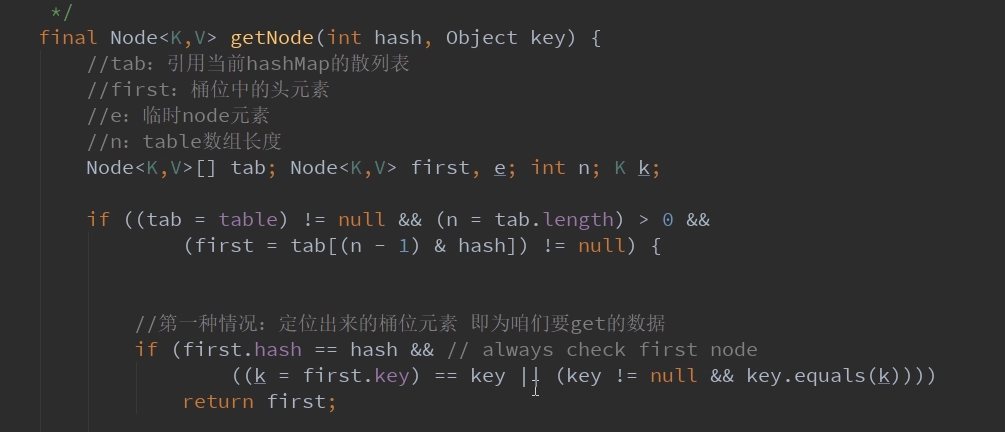 */
final Node<K,V> getNode(int hash, Object key) {
//tab：引用当前hashMap的散列表
//first：桶位中的头元素
//e：临时node元素
//n：table数组长度
Node<K,V>[] tab; Node<K,V> first, e; int n; K k;
if ((tab = table) != null && (n = tab.length) > 0 &&
(first = tab[(n - 1) & hash]) != null) {
//第一种情况：定位出来的桶位元素 即为咱们要get的数据
if (first.hash == hash && // always check first node
((k = first.key) == key || (key != null && key.equals(k))))
return first;